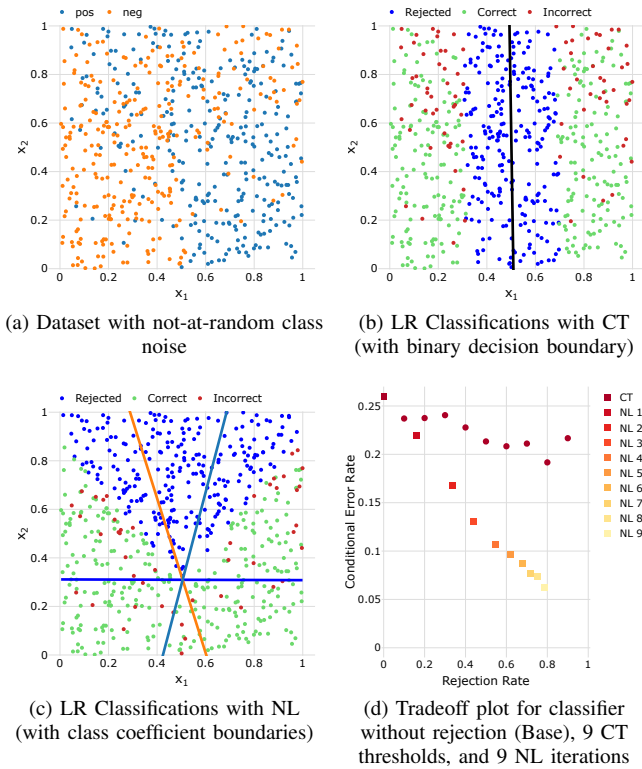 pos neg
1
0.8
0.6
0.4
0.2
0
x2
0 0.2 0.4 0.6 0.8 1
x1
(a) Dataset with not-at-random class
noise
Rejected Correct Incorrect
1
0.8
0.6
0.4
0.2
0
x2
0 0.2 0.4 0.6 0.8 1
x1
(b) LR Classifications with CT
(with binary decision boundary)
Rejected Correct Incorrect
1
0.8
0.6
0.4
0.2
0
x2
0 0.2 0.4 0.6 0.8 1
x1
(c) LR Classifications with NL
(with class coefficient boundaries)
0.25
0.2
0.15
0.1
0.05
0
Conditional Error Rate
0 0.2 0.4 0.6 0.8 1
Rejection Rate
CT
NL 1
NL 2
NL 3
NL 4
NL 5
NL 6
NL 7
NL 8
NL 9
(d) Tradeoff plot for classifier
without rejection (Base), 9 CT
thresholds, and 9 NL iterations